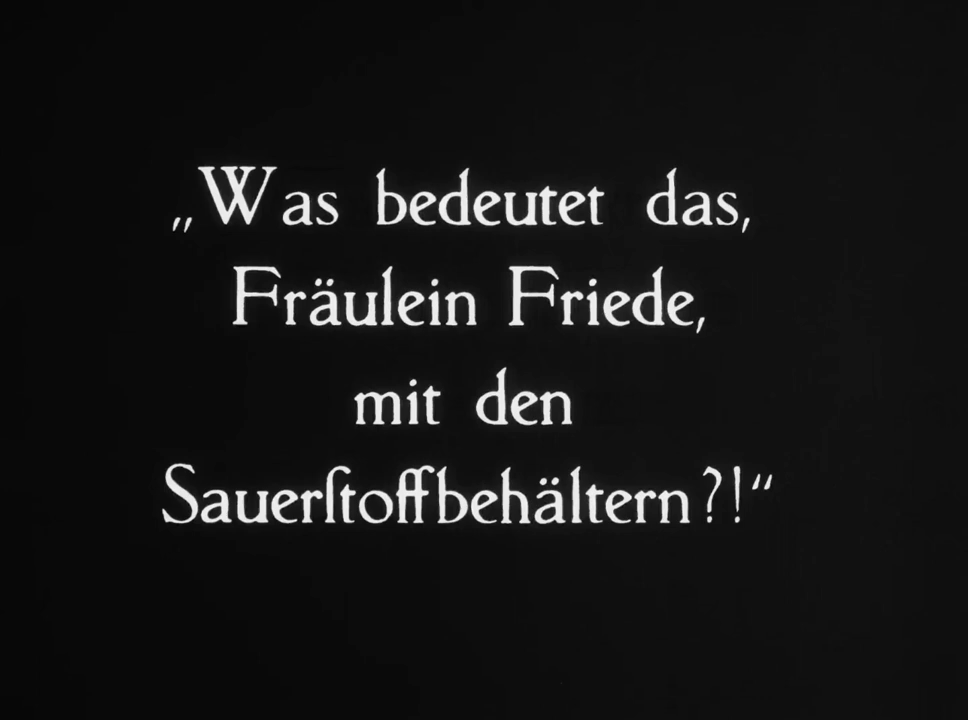 „Was bedeutet das,
Fräulein Friede,
mit den
Sauerſtoffbehältern?!“